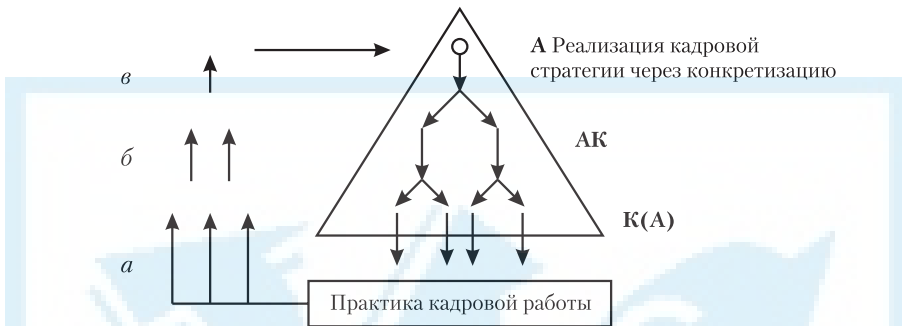 А Реализация кадровой
стратегии через конкретизацию
в
б
АК
К(А)
а
Практика кадровой работы